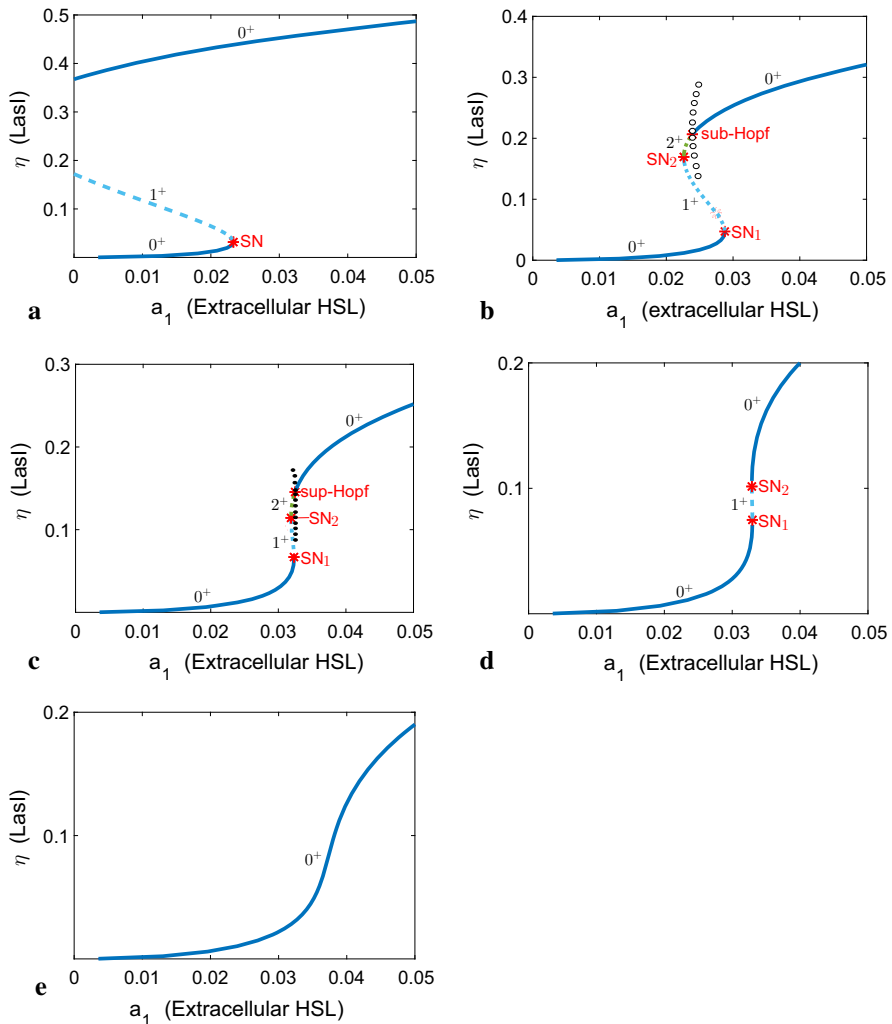 0.5
0.4
0.3
0.2
0.1
η (LasI)
0⁺
1⁺
SN
0⁺
0 0.01 0.02 0.03 0.04 0.05
a a₁ (Extracellular HSL)
0.4
0.3
0.2
0.1
0
η (LasI)
0⁺
sub-Hopf
2⁺
SN₂
1⁺
SN₁
0⁺
0 0.01 0.02 0.03 0.04 0.05
b a₁ (extracellular HSL)
0.3
0.2
0.1
η (LasI)
0⁺
sup-Hopf
2⁺
SN₂
1⁺
SN₁
0⁺
0 0.01 0.02 0.03 0.04 0.05
c a₁ (Extracellular HSL)
0.2
0.1
η (LasI)
0⁺
SN₂
1⁺
SN₁
0⁺
0 0.01 0.02 0.03 0.04 0.05
d a₁ (Extracellular HSL)
0.2
0.1
η (LasI)
0⁺
0 0.01 0.02 0.03 0.04 0.05
e a₁ (Extracellular HSL)